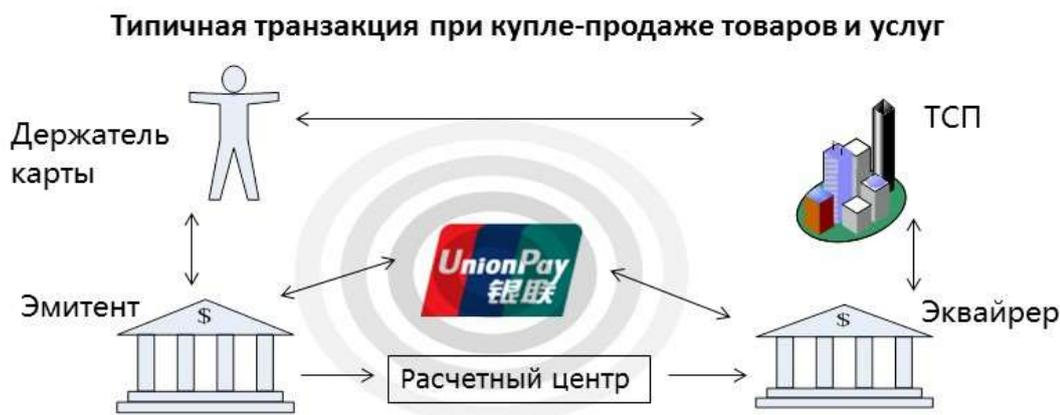 Типичная транзакция при купле-продаже товаров и услуг
Держатель
карты
ТСП
UnionPay
银联
Эмитент
$
$
Эквайрер
Расчетный центр